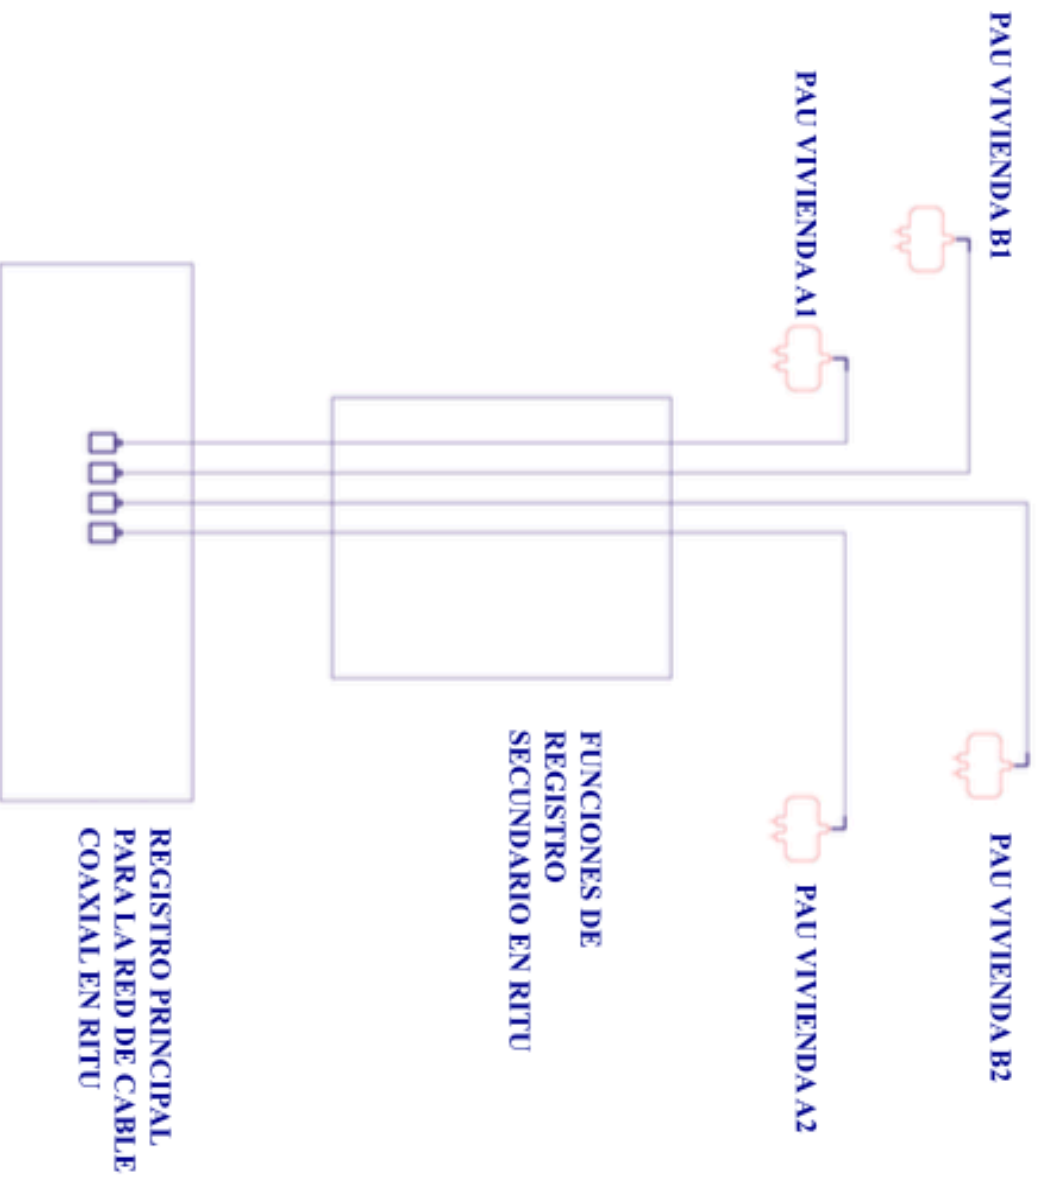 PAU VIVIENDA B1
PAU VIVIENDA B2
PAU VIVIENDA A1
PAU VIVIENDA A2
FUNCIONES DE
REGISTRO
SECUNDARIO EN RITU
REGISTRO PRINCIPAL
PARA LA RED DE CABLE
COAXIAL EN RITU